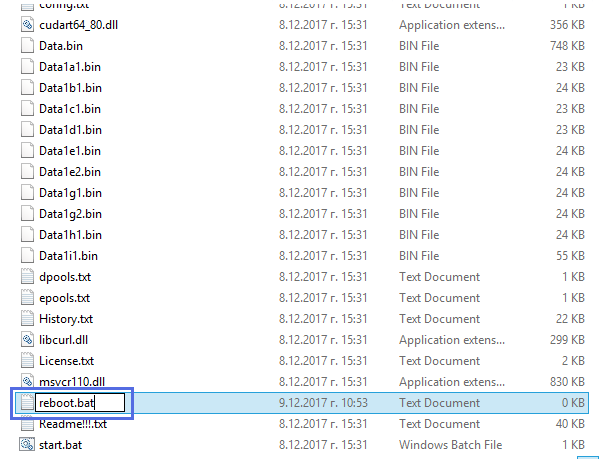 config.txt 8.12.2017 г. 15:31 Text Document 1 KB
cudart64_80.dll 8.12.2017 г. 15:31 Application extens... 356 KB
Data.bin 8.12.2017 г. 15:31 BIN File 748 KB
Data1a1.bin 8.12.2017 г. 15:31 BIN File 23 KB
Data1b1.bin 8.12.2017 г. 15:31 BIN File 24 KB
Data1c1.bin 8.12.2017 г. 15:31 BIN File 23 KB
Data1d1.bin 8.12.2017 г. 15:31 BIN File 23 KB
Data1e1.bin 8.12.2017 г. 15:31 BIN File 24 KB
Data1e2.bin 8.12.2017 г. 15:31 BIN File 24 KB
Data1g1.bin 8.12.2017 г. 15:31 BIN File 24 KB
Data1g2.bin 8.12.2017 г. 15:31 BIN File 24 KB
Data1h1.bin 8.12.2017 г. 15:31 BIN File 24 KB
Data1i1.bin 8.12.2017 г. 15:31 BIN File 55 KB
dpools.txt 8.12.2017 г. 15:31 Text Document 1 KB
epools.txt 8.12.2017 г. 15:31 Text Document 1 KB
History.txt 8.12.2017 г. 15:31 Text Document 22 KB
libcurl.dll 8.12.2017 г. 15:31 Application extens... 299 KB
License.txt 8.12.2017 г. 15:31 Text Document 2 KB
msvcr110.dll 8.12.2017 г. 15:31 Application extens... 830 KB
reboot.bat 9.12.2017 г. 10:53 Text Document 0 KB
Readme!!!.txt 8.12.2017 г. 15:31 Text Document 40 KB
start.bat 8.12.2017 г. 15:31 Windows Batch File 1 KB